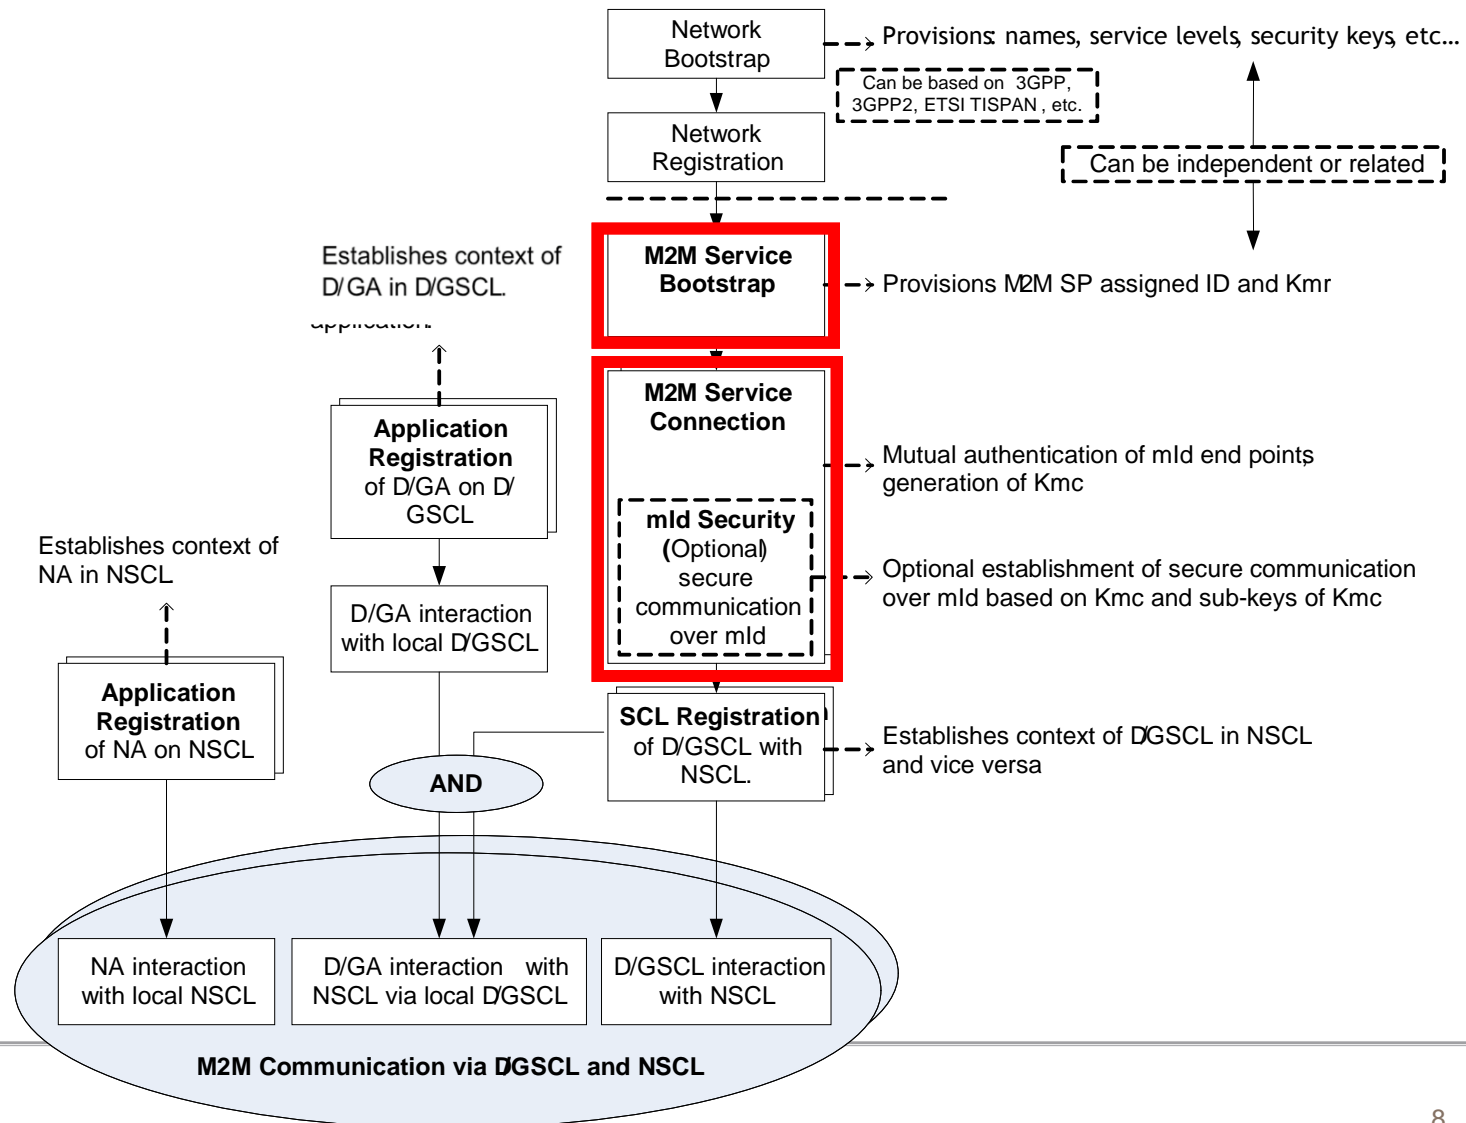 Network
Bootstrap
Provisions: names, service levels, security keys, etc...
Can be based on 3GPP,
3GPP2, ETSI TISPAN , etc.
Network
Registration
Can be independent or related
Establishes context of
D/GA in D/GSCL.
application.
M2M Service
Bootstrap
Provisions M2M SP assigned ID and Kmr
M2M Service
Connection
Application
Registration
of D/GA on D/
GSCL
Mutual authentication of mId end points,
generation of Kmc
mId Security
(Optional)
secure
communication
over mId
Optional establishment of secure communication
over mId based on Kmc and sub-keys of Kmc
Establishes context of
NA in NSCL.
D/GA interaction
with local D/GSCL
Application
Registration
of NA on NSCL
SCL Registration
of D/GSCL with
NSCL.
Establishes context of D/GSCL in NSCL
and vice versa
AND
NA interaction
with local NSCL
D/GA interaction with
NSCL via local D/GSCL
D/GSCL interaction
with NSCL
M2M Communication via D/GSCL and NSCL
8